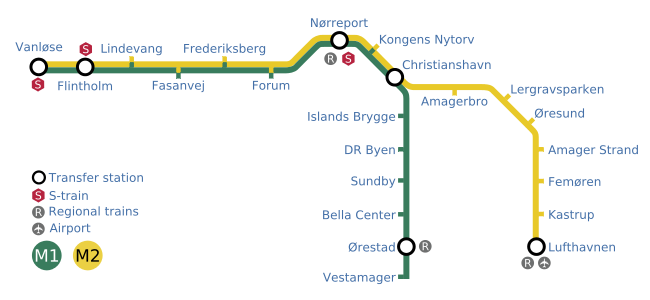 Nørreport
Vanløse
S
Lindevang
Frederiksberg
Kongens Nytorv
R S
Christianshavn
S
Flintholm
Fasanvej
Forum
Lergravsparken
Amagerbro
Øresund
Islands Brygge
DR Byen
Amager Strand
Transfer station
Sundby
Femøren
S S-train
R Regional trains
Bella Center
Kastrup
Airport
M1 M2
Ørestad R
Lufthavnen
R
Vestamager